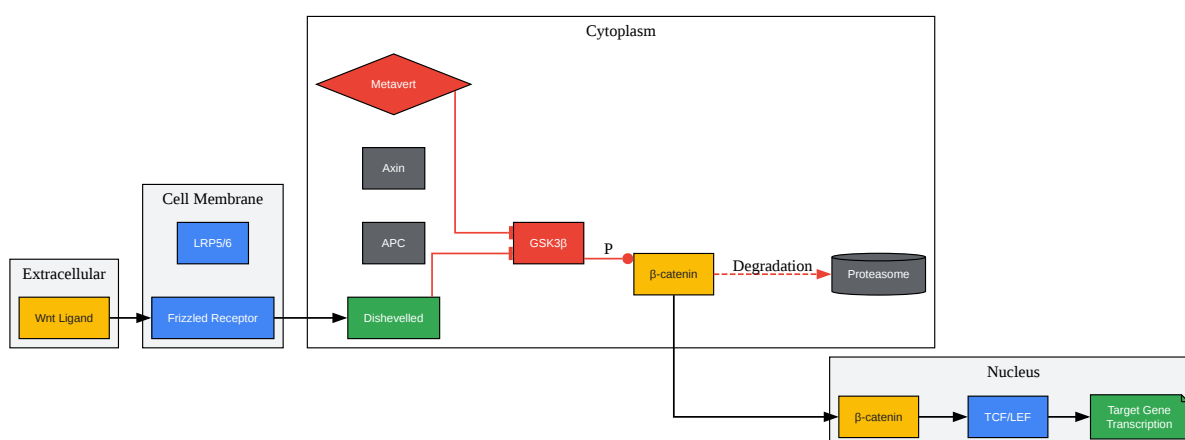 Cytoplasm
Metavert
Axin
Cell Membrane
LRP5/6
APC
GSK3β
P
Extracellular
β-catenin
Degradation
Proteasome
Wnt Ligand
Frizzled Receptor
Dishevelled
Nucleus
β-catenin
TCF/LEF
Target Gene
Transcription